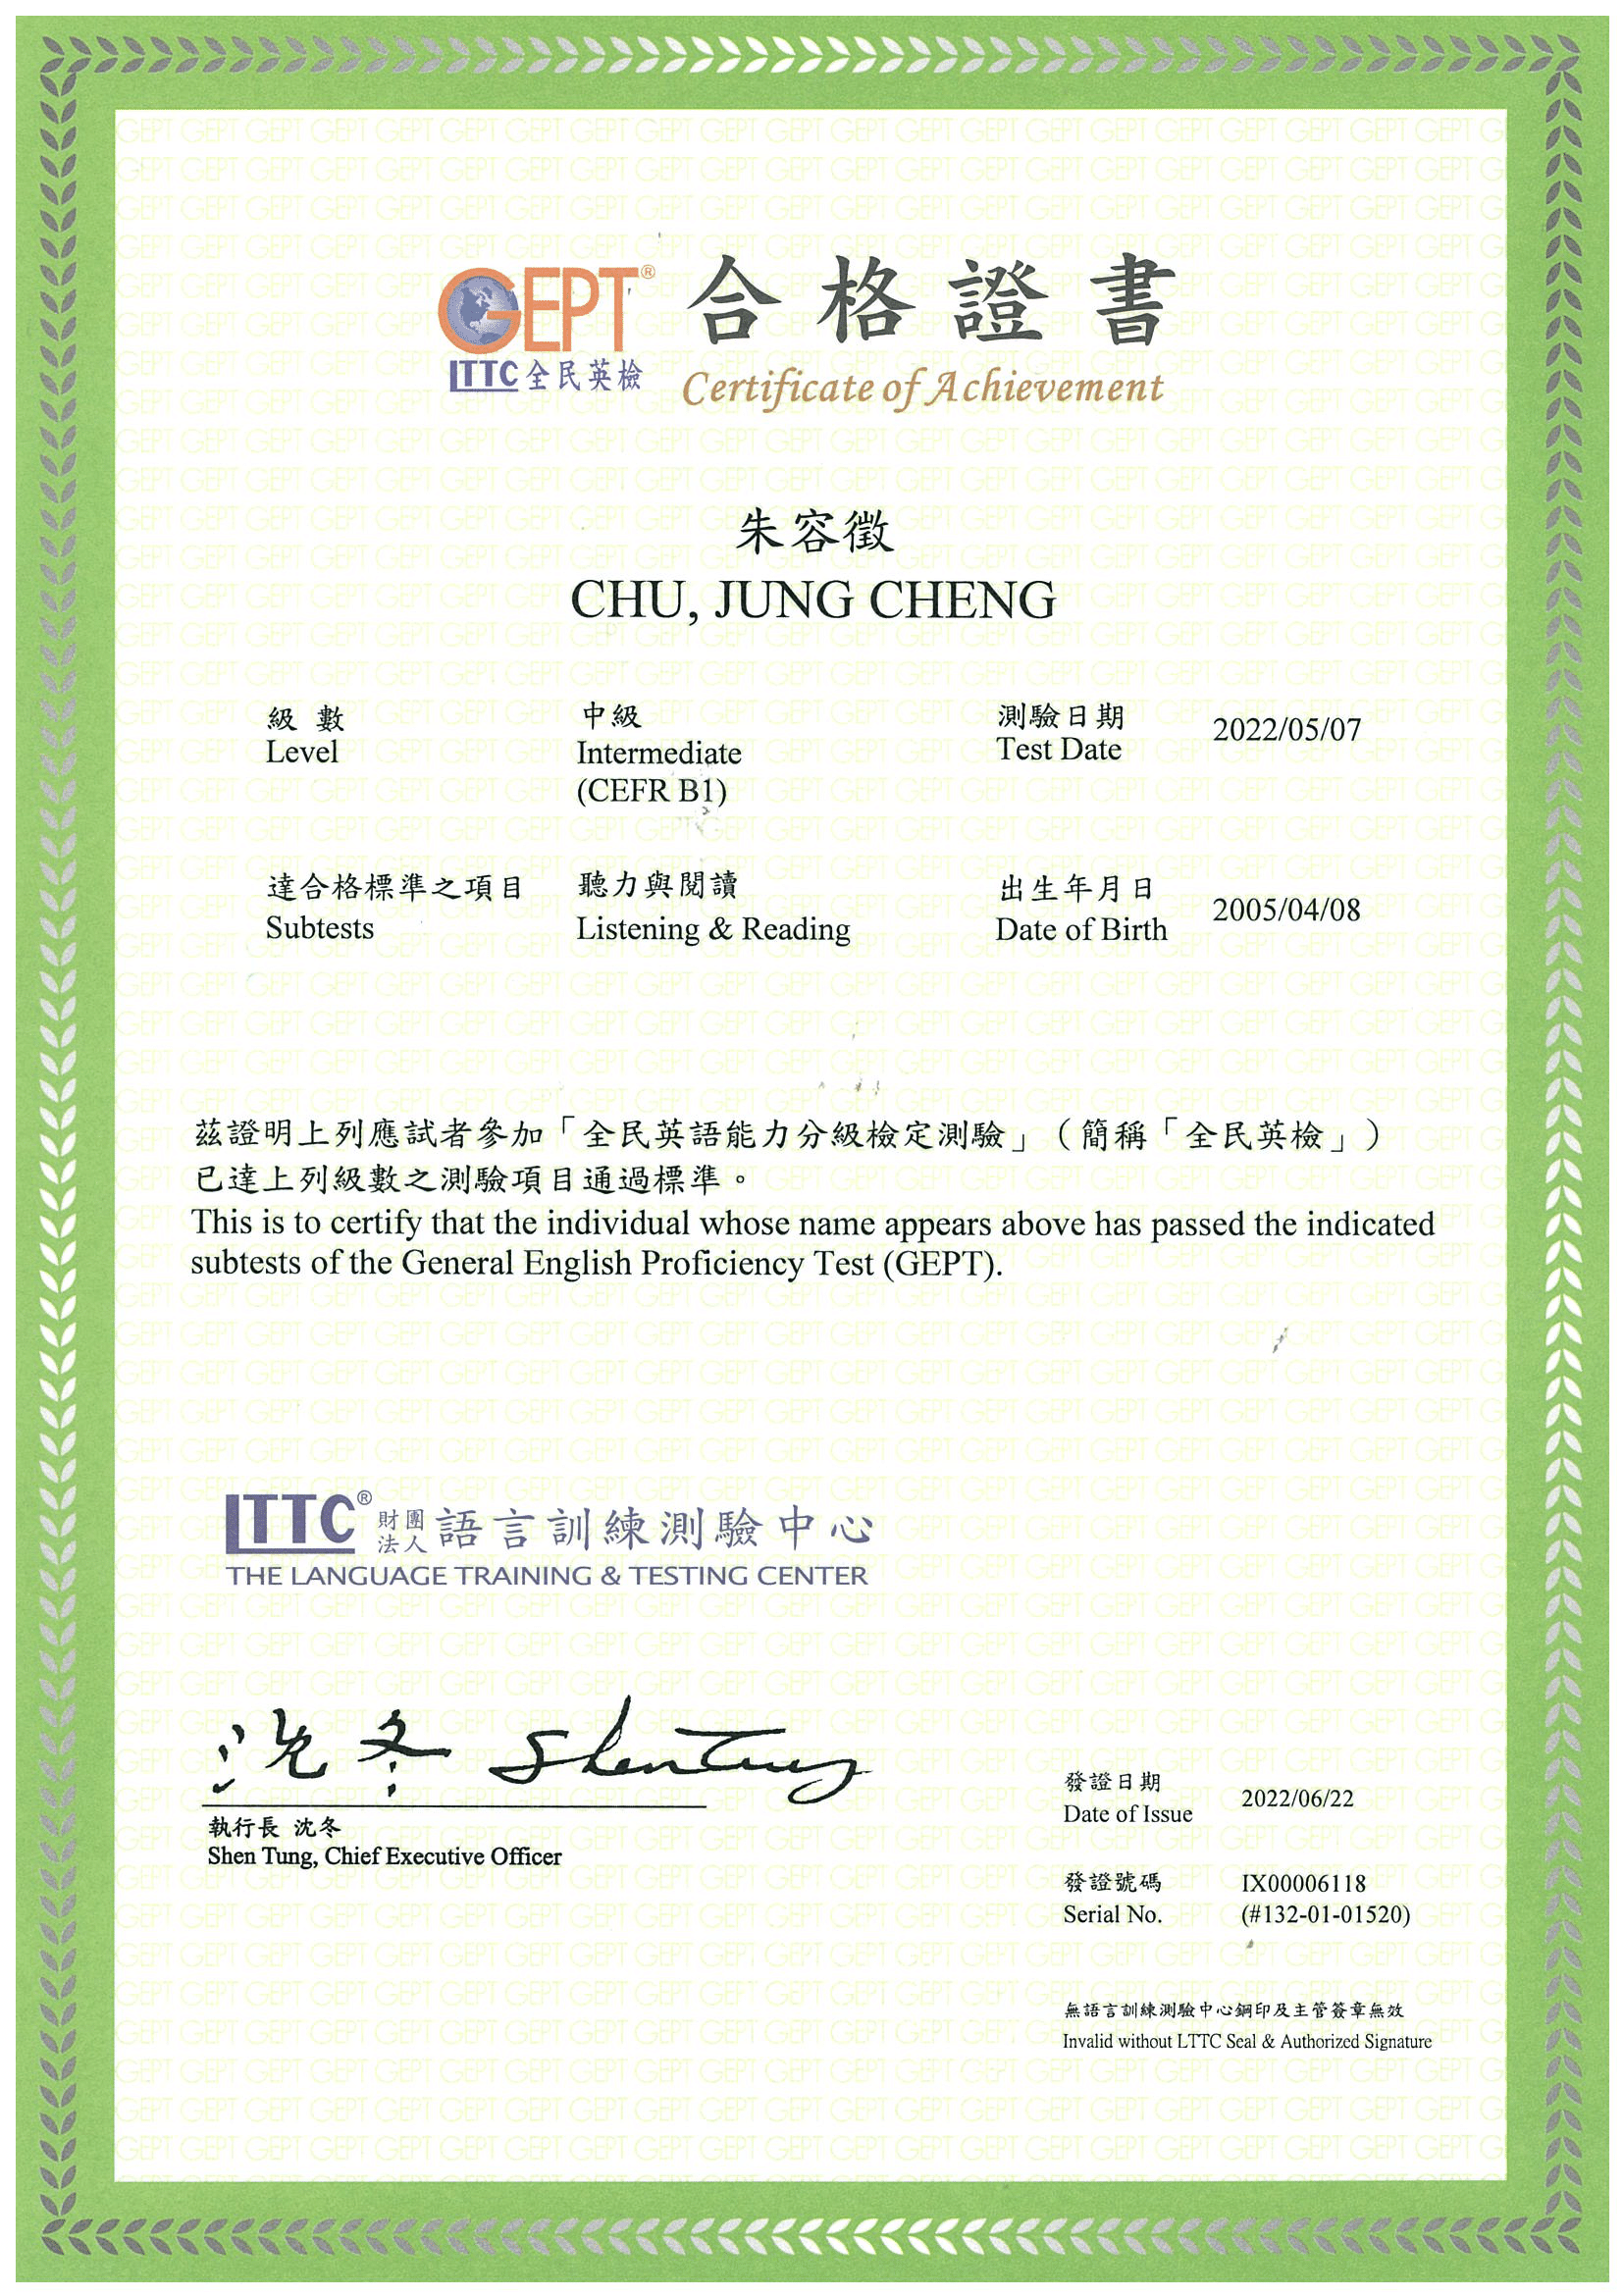 GEPT® 合格證書
LTTC全民英檢
Certificate of Achievement
朱容徵
CHU, JUNG CHENG
級數 中級 測驗日期 2022/05/07
Level Intermediate Test Date
(CEFR B1)
達合格標準之項目 聽力與閱讀 出生年月日 2005/04/08
Subtests Listening & Reading Date of Birth
茲證明上列應試者參加「全民英語能力分級檢定測驗」（簡稱「全民英檢」）
已達上列級數之測驗項目通過標準。
This is to certify that the individual whose name appears above has passed the indicated
subtests of the General English Proficiency Test (GEPT).
LTTC® 財團法人 語言訓練測驗中心
THE LANGUAGE TRAINING & TESTING CENTER
沈冬 Shen Tung
執行長 沈冬
Shen Tung, Chief Executive Officer
發證日期 2022/06/22
Date of Issue
發證號碼 IX00006118
Serial No. (#132-01-01520)
無語言訓練測驗中心鋼印及主管簽章無效
Invalid without LTTC Seal & Authorized Signature